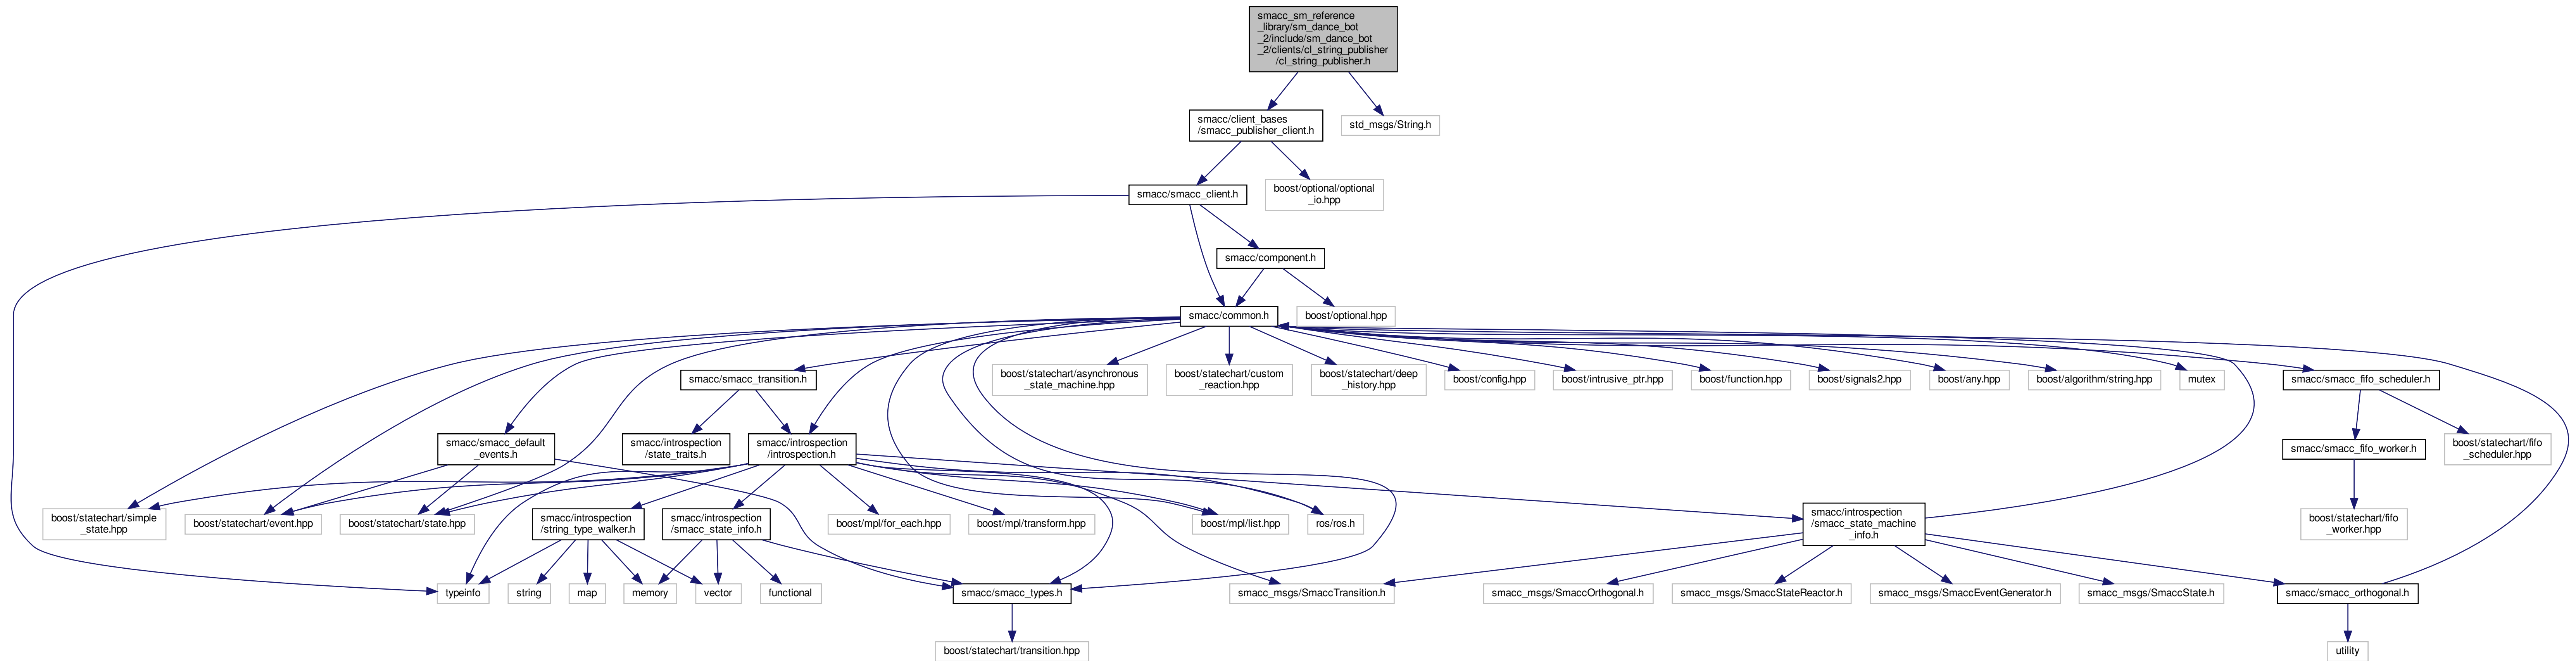 smacc_sm_reference
_library/sm_dance_bot
_2/include/sm_dance_bot
_2/clients/cl_string_publisher
/cl_string_publisher.h
smacc/client_bases
/smacc_publisher_client.h
std_msgs/String.h
smacc/smacc_client.h
boost/optional/optional
_io.hpp
smacc/component.h
smacc/common.h
boost/optional.hpp
smacc/smacc_transition.h
boost/statechart/asynchronous
_state_machine.hpp
boost/statechart/custom
_reaction.hpp
boost/statechart/deep
_history.hpp
boost/config.hpp
boost/intrusive_ptr.hpp
boost/function.hpp
boost/signals2.hpp
boost/any.hpp
boost/algorithm/string.hpp
mutex
smacc/smacc_fifo_scheduler.h
smacc/smacc_default
_events.h
smacc/introspection
/state_traits.h
smacc/introspection
/introspection.h
smacc/smacc_fifo_worker.h
boost/statechart/fifo
_scheduler.hpp
boost/statechart/simple
_state.hpp
boost/statechart/event.hpp
boost/statechart/state.hpp
smacc/introspection
/string_type_walker.h
smacc/introspection
/smacc_state_info.h
boost/mpl/for_each.hpp
boost/mpl/transform.hpp
boost/mpl/list.hpp
ros/ros.h
smacc/introspection
/smacc_state_machine
_info.h
boost/statechart/fifo
_worker.hpp
typeinfo
string
map
memory
vector
functional
smacc/smacc_types.h
smacc_msgs/SmaccTransition.h
smacc_msgs/SmaccOrthogonal.h
smacc_msgs/SmaccStateReactor.h
smacc_msgs/SmaccEventGenerator.h
smacc_msgs/SmaccState.h
smacc/smacc_orthogonal.h
boost/statechart/transition.hpp
utility